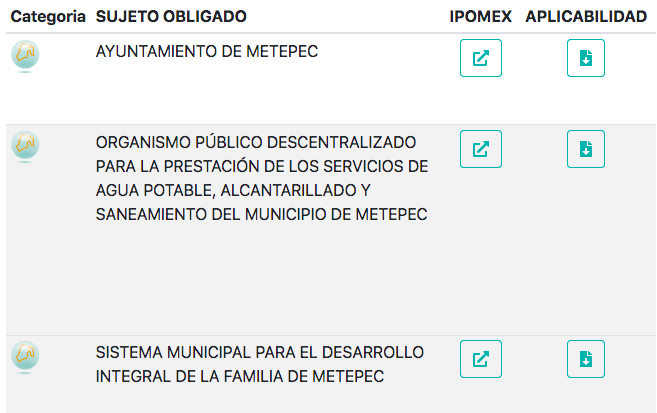 Categoria SUJETO OBLIGADO IPOMEX APLICABILIDAD
AYUNTAMIENTO DE METEPEC
ORGANISMO PÚBLICO DESCENTRALIZADO
PARA LA PRESTACIÓN DE LOS SERVICIOS DE
AGUA POTABLE, ALCANTARILLADO Y
SANEAMIENTO DEL MUNICIPIO DE METEPEC
SISTEMA MUNICIPAL PARA EL DESARROLLO
INTEGRAL DE LA FAMILIA DE METEPEC